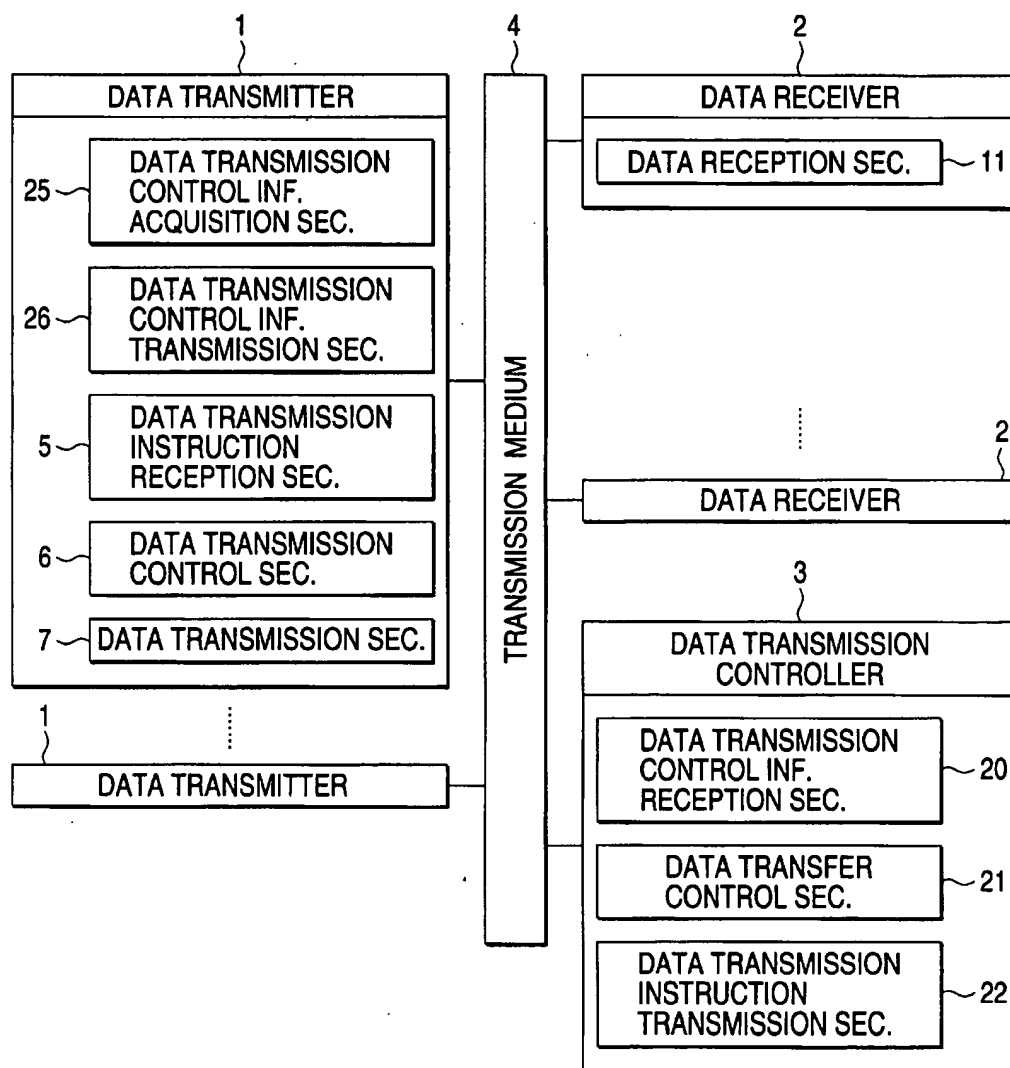 1
DATA TRANSMITTER
25
DATA TRANSMISSION
CONTROL INF.
ACQUISITION SEC.
26
DATA TRANSMISSION
CONTROL INF.
TRANSMISSION SEC.
5
DATA TRANSMISSION
INSTRUCTION
RECEPTION SEC.
6
DATA TRANSMISSION
CONTROL SEC.
7
DATA TRANSMISSION SEC.
1
DATA TRANSMITTER
4
TRANSMISSION MEDIUM
2
DATA RECEIVER
DATA RECEPTION SEC.
11
2
DATA RECEIVER
3
DATA TRANSMISSION
CONTROLLER
DATA TRANSMISSION
CONTROL INF.
RECEPTION SEC.
20
DATA TRANSFER
CONTROL SEC.
21
DATA TRANSMISSION
INSTRUCTION
TRANSMISSION SEC.
22